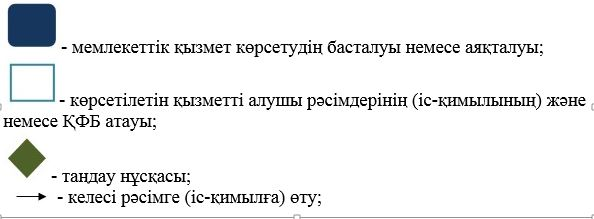 - мемлекеттік қызмет көрсетудің басталуы немесе аяқталуы;
- көрсетілетін қызметті алушы рәсімдерінің (іс-қимылының) және
немесе ҚФБ атауы;
- таңдау нұсқасы;
- келесі рәсімге (іс-қимылға) өту;